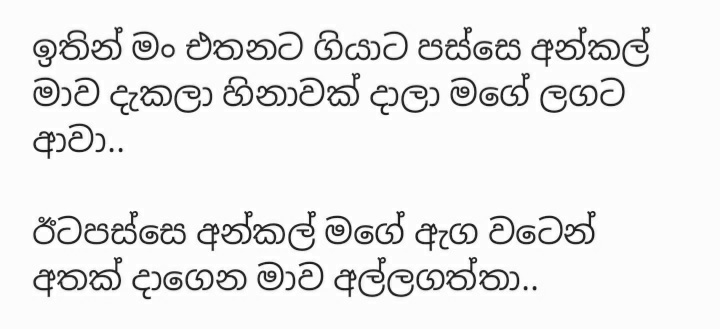 ඉතින් මං එතනට ගියාට පස්සෙ අන්කල්
මාව දැකලා හිනාවක් දාලා මගේ ලගට
ආවා..
ඊටපස්සෙ අන්කල් මගේ ඇග වටෙන්
අතක් දාගෙන මාව අල්ලගත්තා..